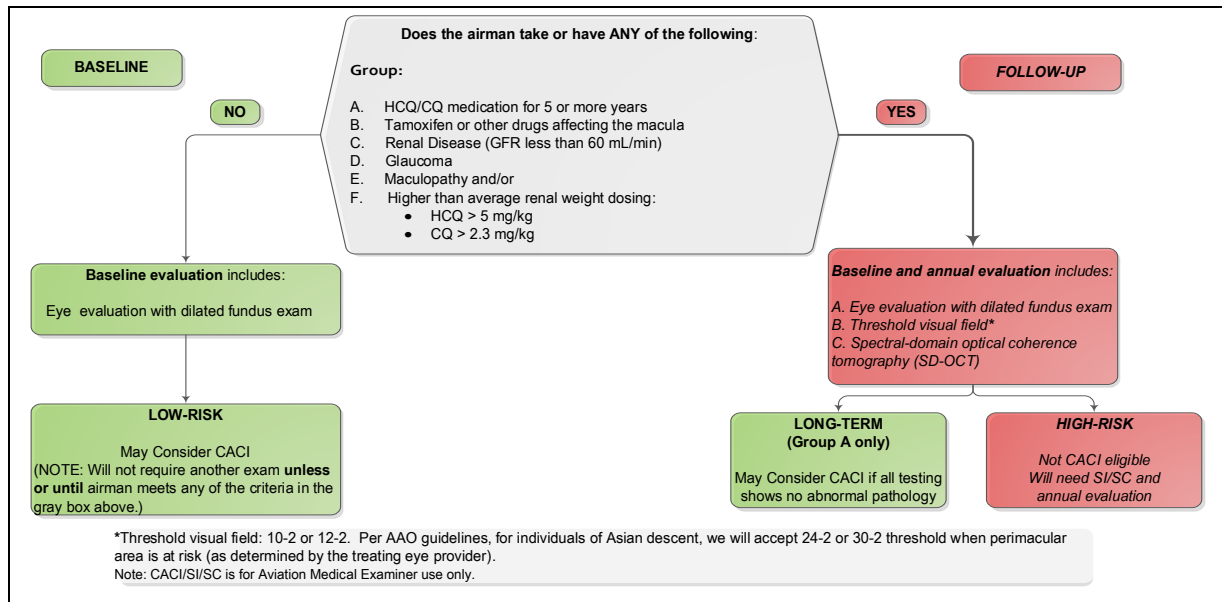 Does the airman take or have ANY of the following:
BASELINE
FOLLOW-UP
Group:
NO
YES
A. HCQ/CQ medication for 5 or more years
B. Tamoxifen or other drugs affecting the macula
C. Renal Disease (GFR less than 60 mL/min)
D. Glaucoma
E. Maculopathy and/or
F. Higher than average renal weight dosing:
• HCQ > 5 mg/kg
• CQ > 2.3 mg/kg
Baseline evaluation includes:
Eye evaluation with dilated fundus exam
Baseline and annual evaluation includes:
A. Eye evaluation with dilated fundus exam
B. Threshold visual field*
C. Spectral-domain optical coherence
tomography (SD-OCT)
LOW-RISK
May Consider CACI
(NOTE: Will not require another exam unless
or until airman meets any of the criteria in the
gray box above.)
LONG-TERM
(Group A only)
May Consider CACI if all testing
shows no abnormal pathology
HIGH-RISK
Not CACI eligible
Will need SI/SC and
annual evaluation
*Threshold visual field: 10-2 or 12-2. Per AAO guidelines, for individuals of Asian descent, we will accept 24-2 or 30-2 threshold when perimacular
area is at risk (as determined by the treating eye provider).
Note: CACI/SI/SC is for Aviation Medical Examiner use only.